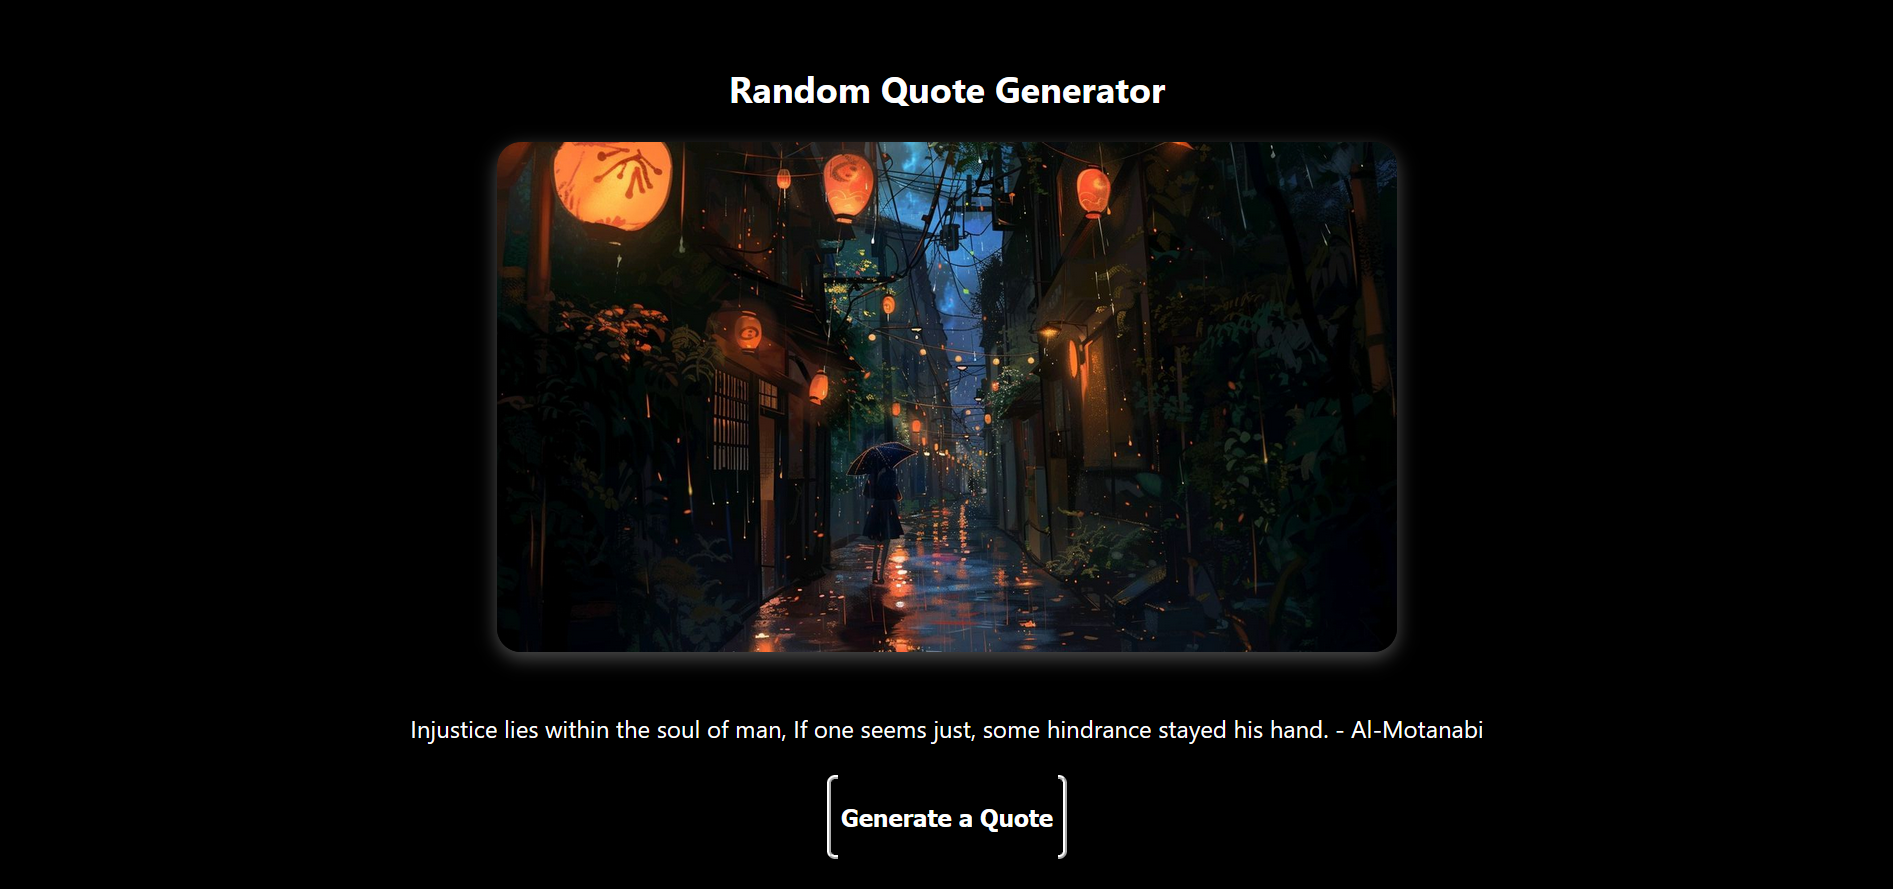 Random Quote Generator
Injustice lies within the soul of man, If one seems just, some hindrance stayed his hand. - Al-Motanabi
Generate a Quote